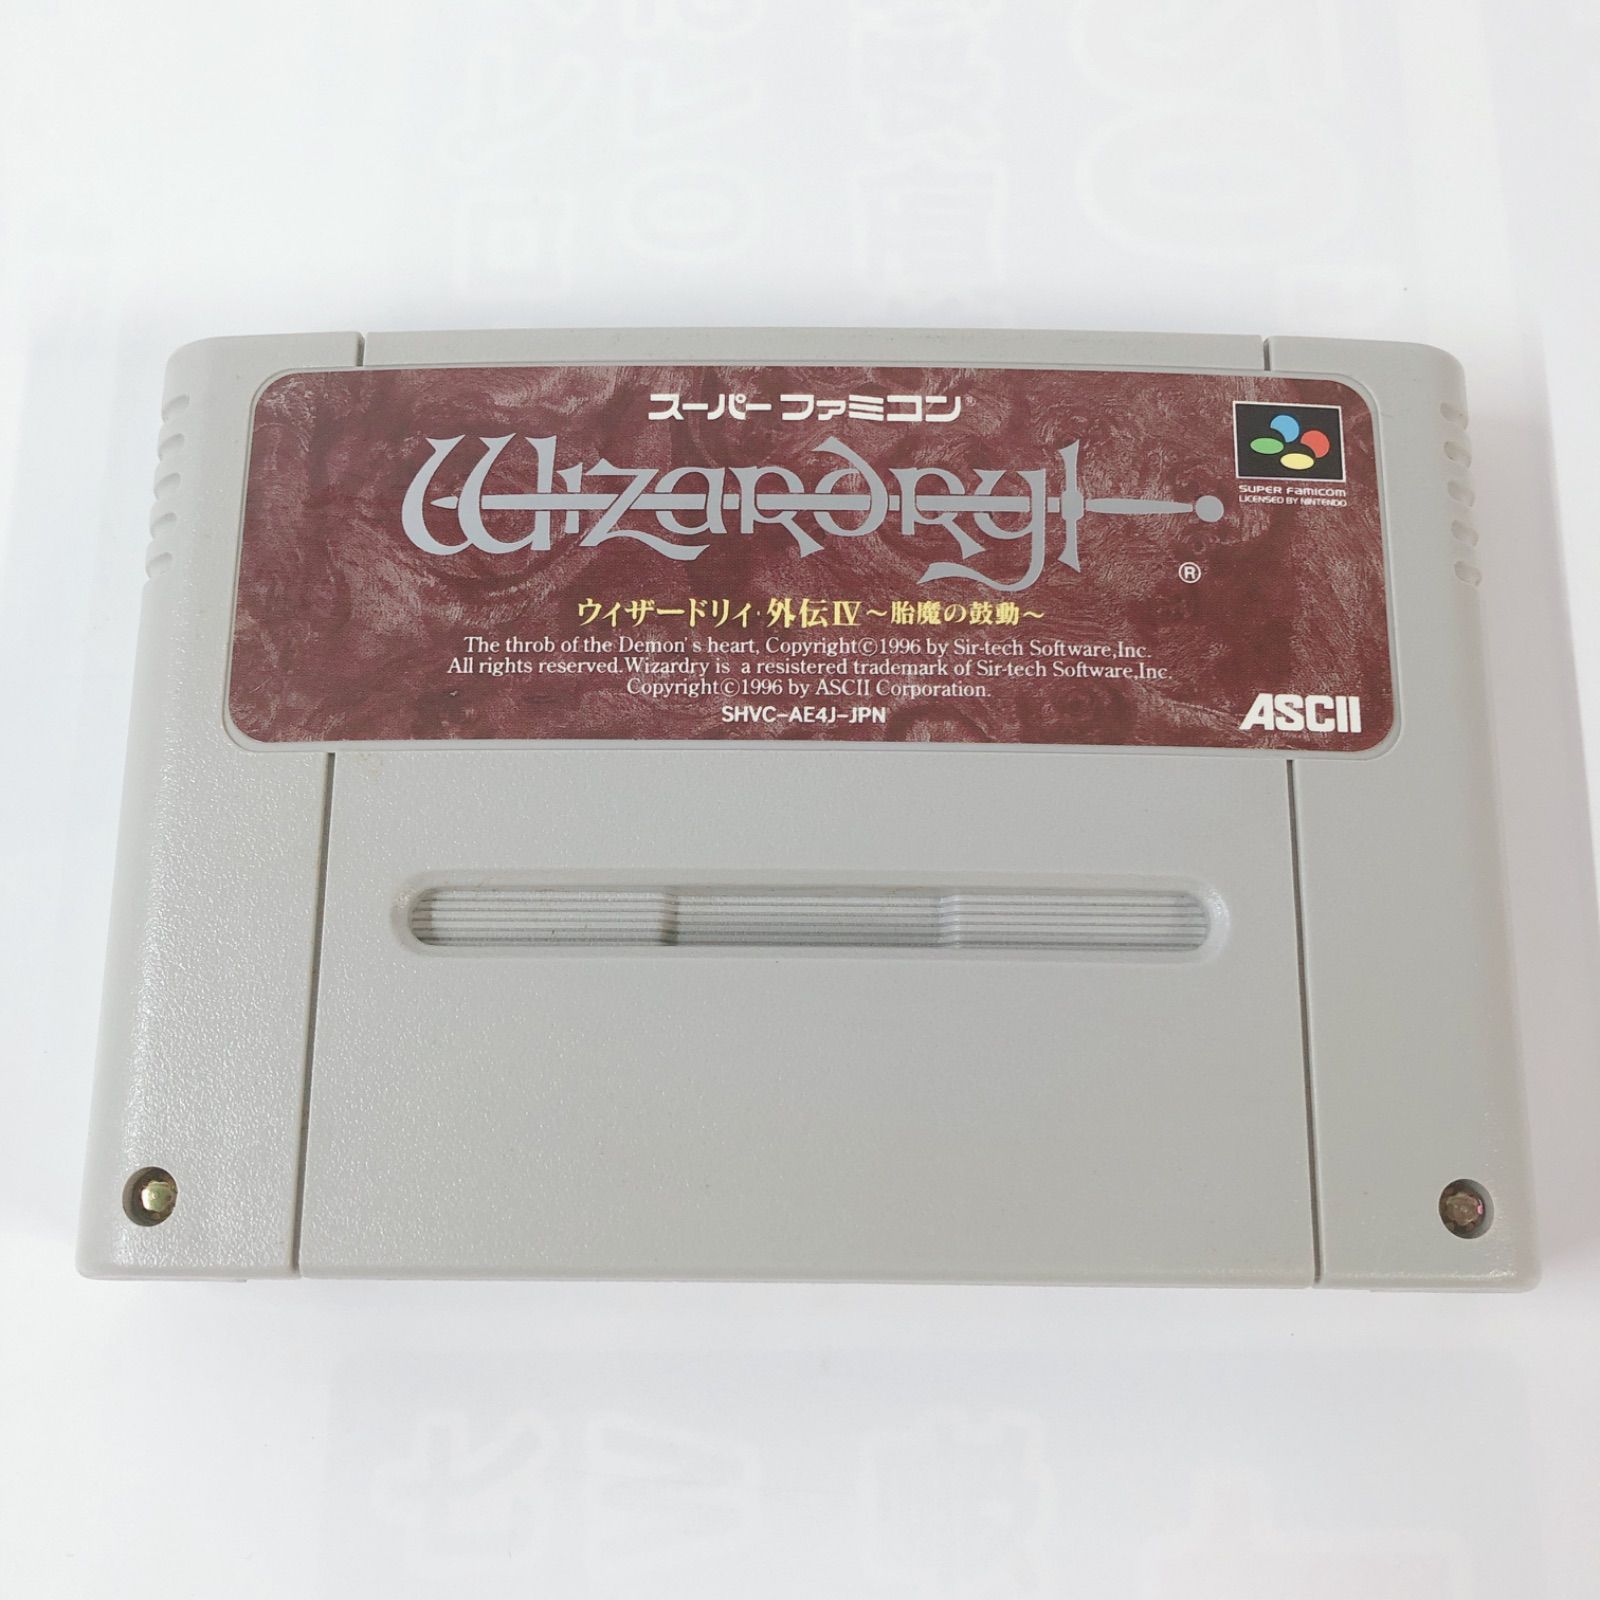 スーパーファミコン®
Wizardry
®
SUPER FAMICOM
LICENSED BY NINTENDO
ウィザードリィ・外伝Ⅳ～胎魔の鼓動～
The throb of the Demon's heart, Copyright©1996 by Sir-tech Software,Inc.
All rights reserved.Wizardry is a resistered trademark of Sir-tech Software,Inc.
Copyright©1996 by ASCII Corporation.
SHVC-AE4J-JPN
ASCII